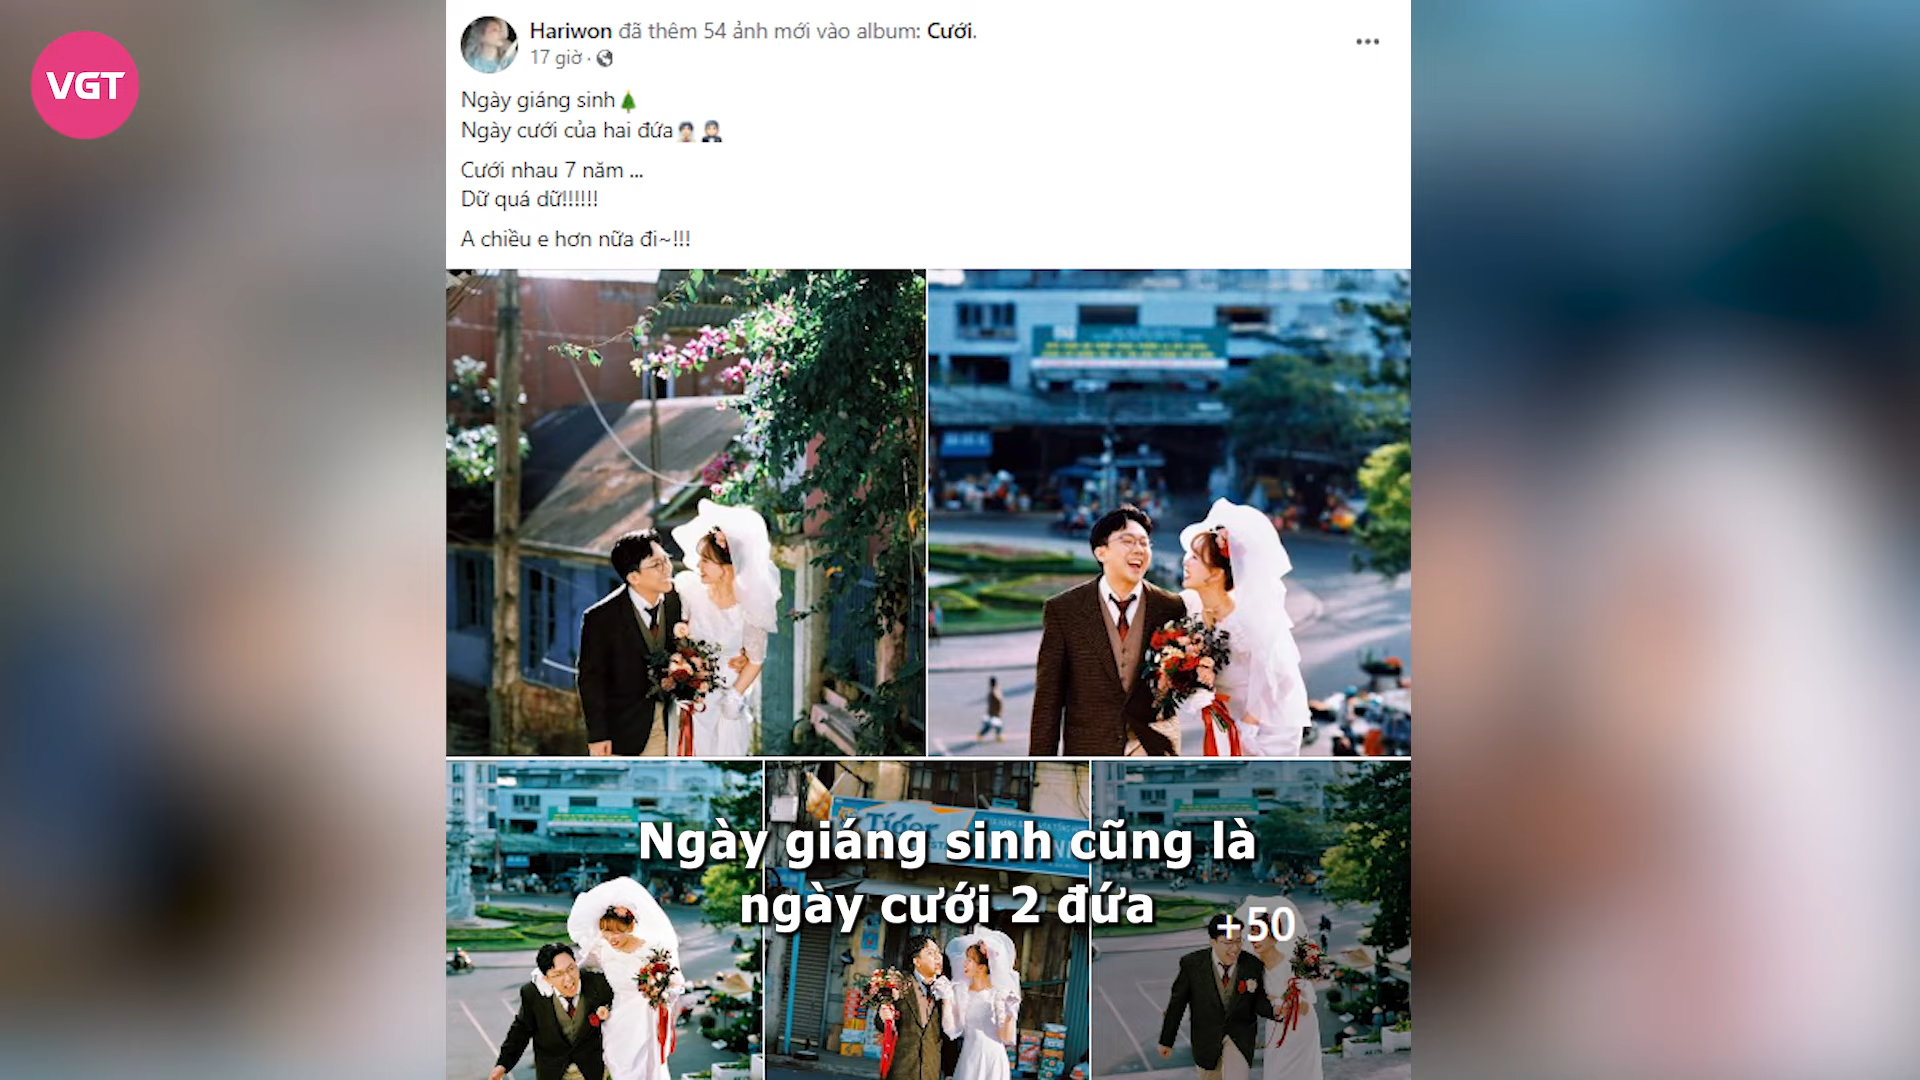 VGT
Hariwon đã thêm 54 ảnh mới vào album: Cưới.
17 giờ ·
Ngày giáng sinh🎄
Ngày cưới của hai đứa
Cưới nhau 7 năm ...
Dữ quá dữ!!!!!!
A chiều e hơn nữa đi~!!!
Tiger
Ngày giáng sinh cũng là
ngày cưới 2 đứa
+50